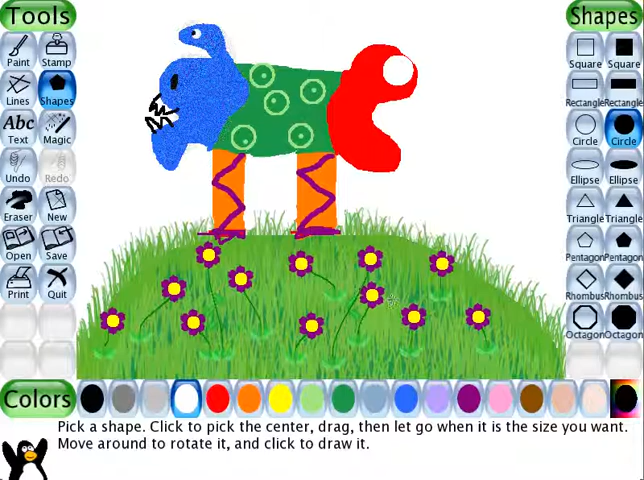 Tools
Shapes
Paint Stamp
Square Square
Lines Shapes
Rectangle Rectangle
Abc
Text Magic
Circle Circle
Undo Redo
Ellipse Ellipse
Eraser New
Triangle Triangle
Open Save
Pentagon Pentagon
Print Quit
Rhombus Rhombus
Octagon Octagon
Colors
Pick a shape. Click to pick the center, drag, then let go when it is the size you want.
Move around to rotate it, and click to draw it.